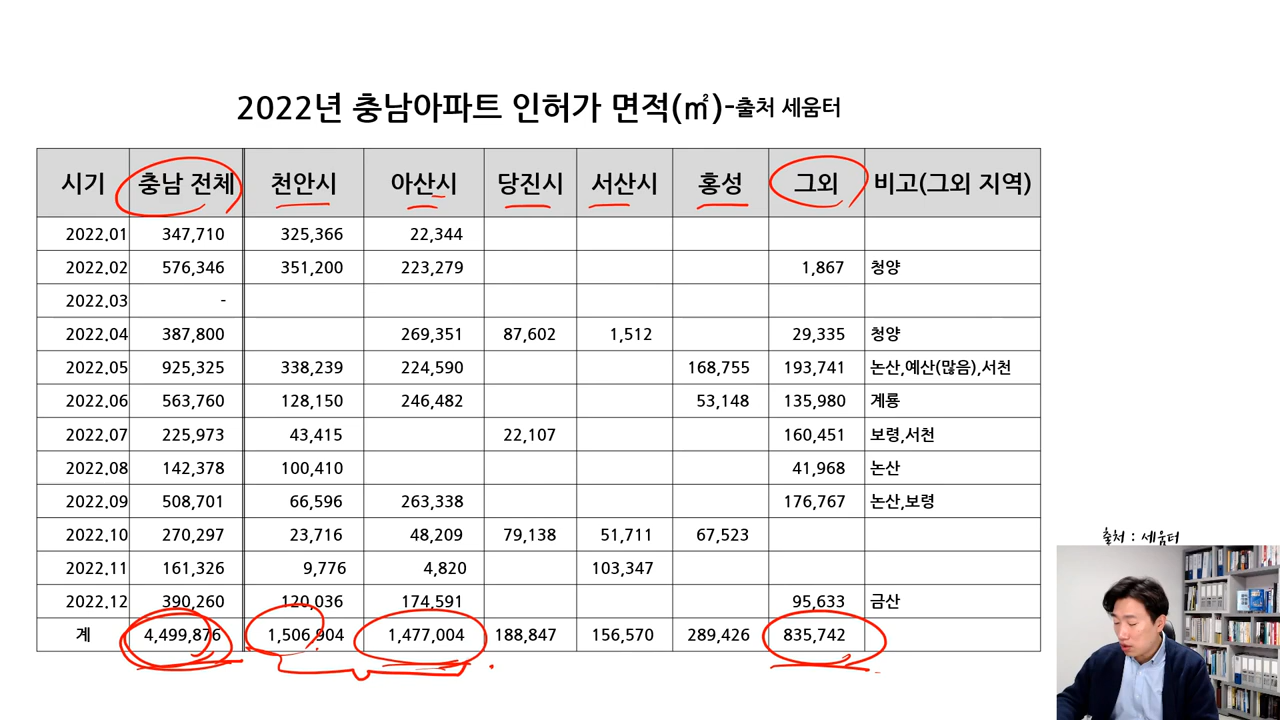 2022년 충남아파트 인허가 면적(㎡)-출처 세움터
시기 충남 전체 천안시 아산시 당진시 서산시 홍성 그외 비고(그외 지역)
2022.01 347,710 325,366 22,344
2022.02 576,346 351,200 223,279 1,867 청양
2022.03 -
2022.04 387,800 269,351 87,602 1,512 29,335 청양
2022.05 925,325 338,239 224,590 168,755 193,741 논산,예산(많음),서천
2022.06 563,760 128,150 246,482 53,148 135,980 계룡
2022.07 225,973 43,415 22,107 160,451 보령,서천
2022.08 142,378 100,410 41,968 논산
2022.09 508,701 66,596 263,338 176,767 논산,보령
2022.10 270,297 23,716 48,209 79,138 51,711 67,523
2022.11 161,326 9,776 4,820 103,347
2022.12 390,260 120,036 174,591 95,633 금산
계 4,499,876 1,506,904 1,477,004 188,847 156,570 289,426 835,742
출처 : 세움터